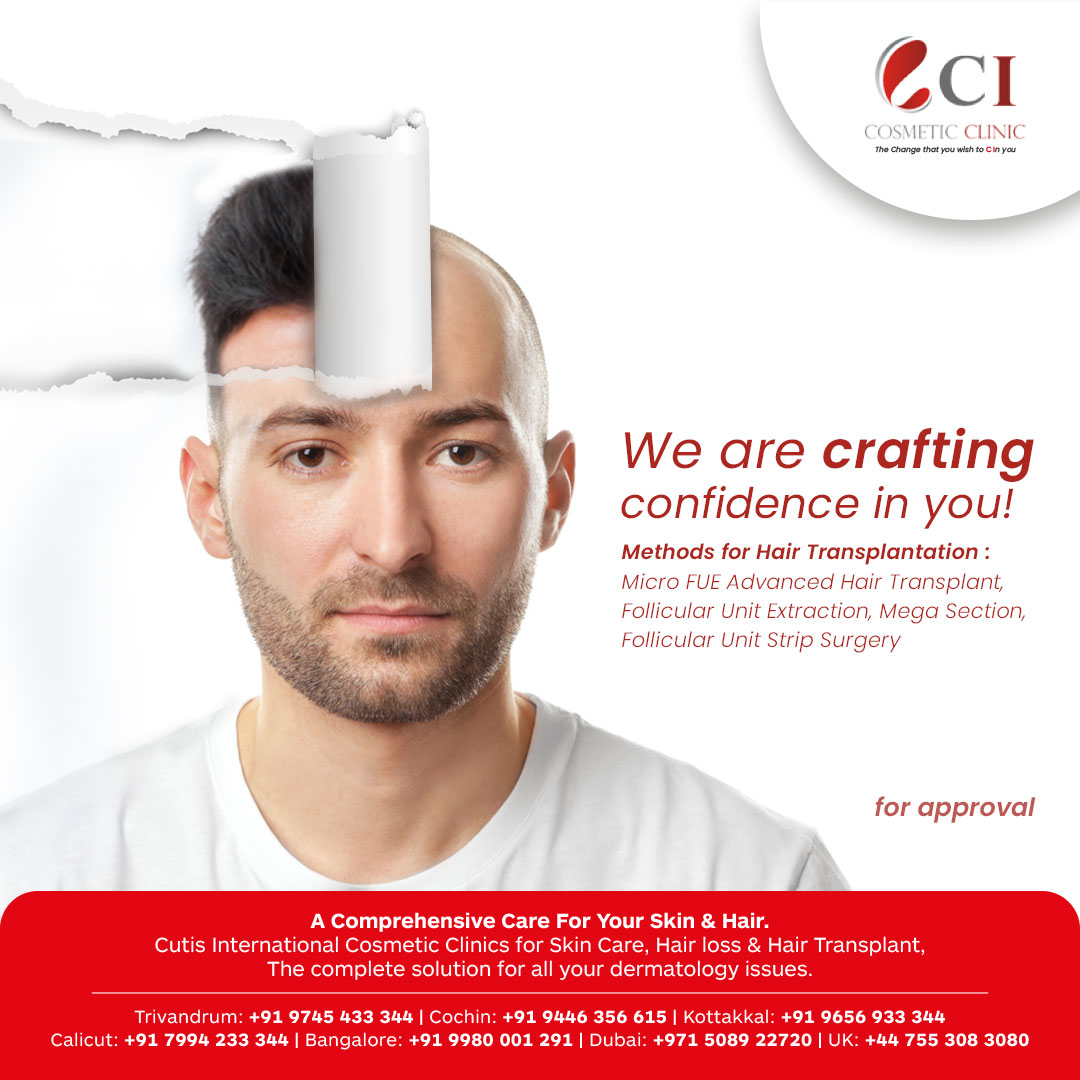 CI
COSMETIC CLINIC
The Change that you wish to CIn you
We are crafting
confidence in you!
Methods for Hair Transplantation :
Micro FUE Advanced Hair Transplant,
Follicular Unit Extraction, Mega Section,
Follicular Unit Strip Surgery
for approval
A Comprehensive Care For Your Skin & Hair.
Cutis International Cosmetic Clinics for Skin Care, Hair loss & Hair Transplant,
The complete solution for all your dermatology issues.
Trivandrum: +91 9745 433 344 | Cochin: +91 9446 356 615 | Kottakkal: +91 9656 933 344
Calicut: +91 7994 233 344 | Bangalore: +91 9980 001 291 | Dubai: +971 5089 22720 | UK: +44 755 308 3080